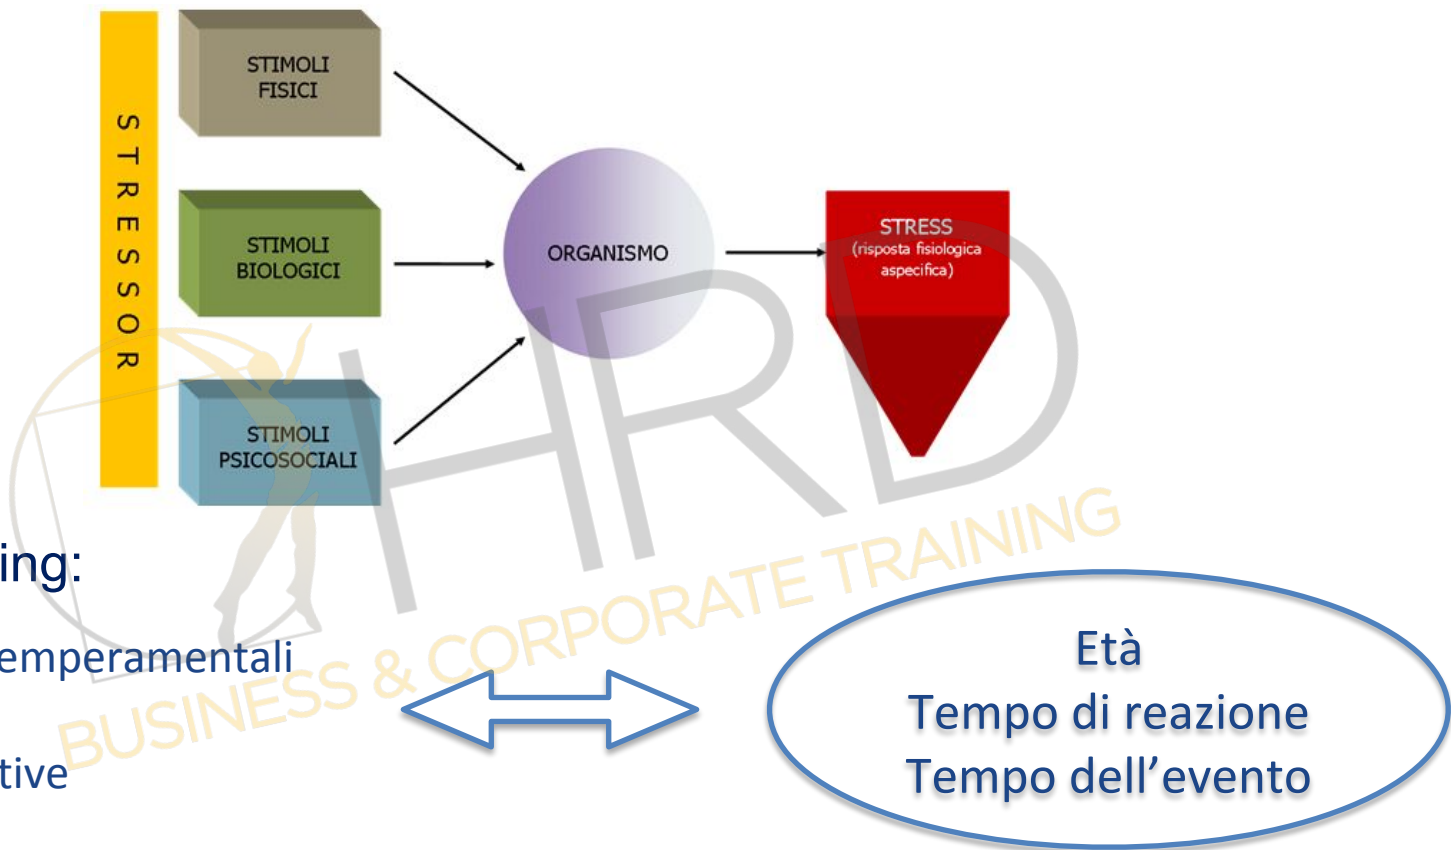 STRESSOR
STIMOLI
FISICI
STIMOLI
BIOLOGICI
STIMOLI
PSICOSOCIALI
ORGANISMO
STRESS
(risposta fisiologica
aspecifica)
HRD
BUSINESS & CORPORATE TRAINING
ing:
emperamentali
tive
Età
Tempo di reazione
Tempo dell’evento